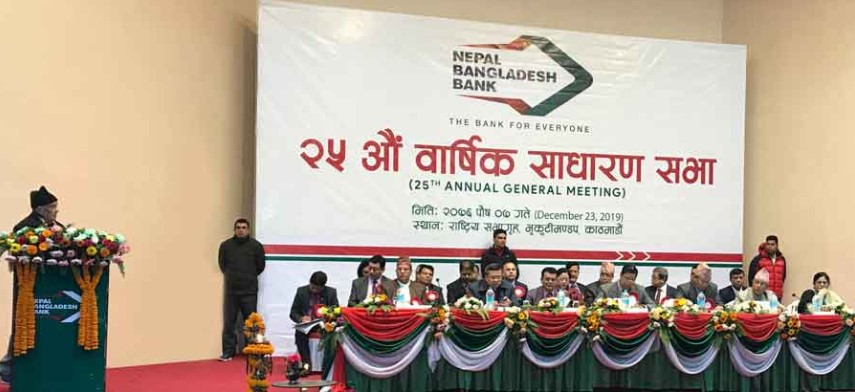 NEPAL
BANGLADESH
BANK
THE BANK FOR EVERYONE
२५ औं वार्षिक साधारण सभा
(25TH ANNUAL GENERAL MEETING)
मिति: २०७६ पौष ०७ गते (December 23, 2019)
स्थान: राष्ट्रिय सभागृह, भृकुटीमण्डप, काठमाडौं
NEPAL
BANGLADESH
BANK